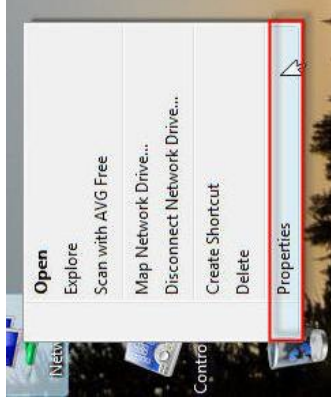 Open
Explore
Scan with AVG Free
Map Network Drive...
Disconnect Network Drive...
Create Shortcut
Delete
Properties
Netw
Contro